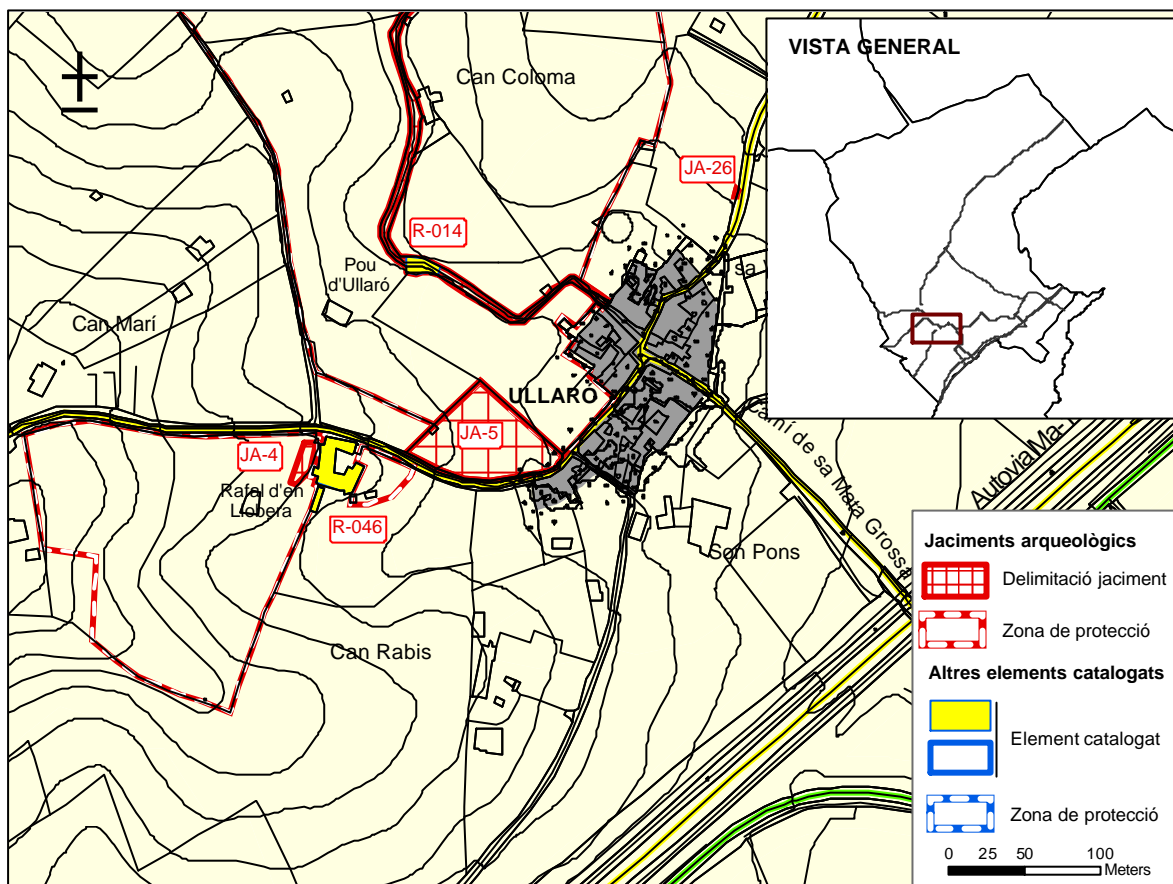 VISTA GENERAL
Can Coloma
JA-26
R-014
Pou
d'Ullaró
sa
Can Marí
ULLARÓ
JA-5
JA-4
Rafal d'en
Llobera
R-046
Camí de sa Mata Grossa
Autovia Ma-
Son Pons
Can Rabis
Jaciments arqueològics
Delimitació jaciment
Zona de protecció
Altres elements catalogats
Element catalogat
Zona de protecció
0 25 50 100
Meters